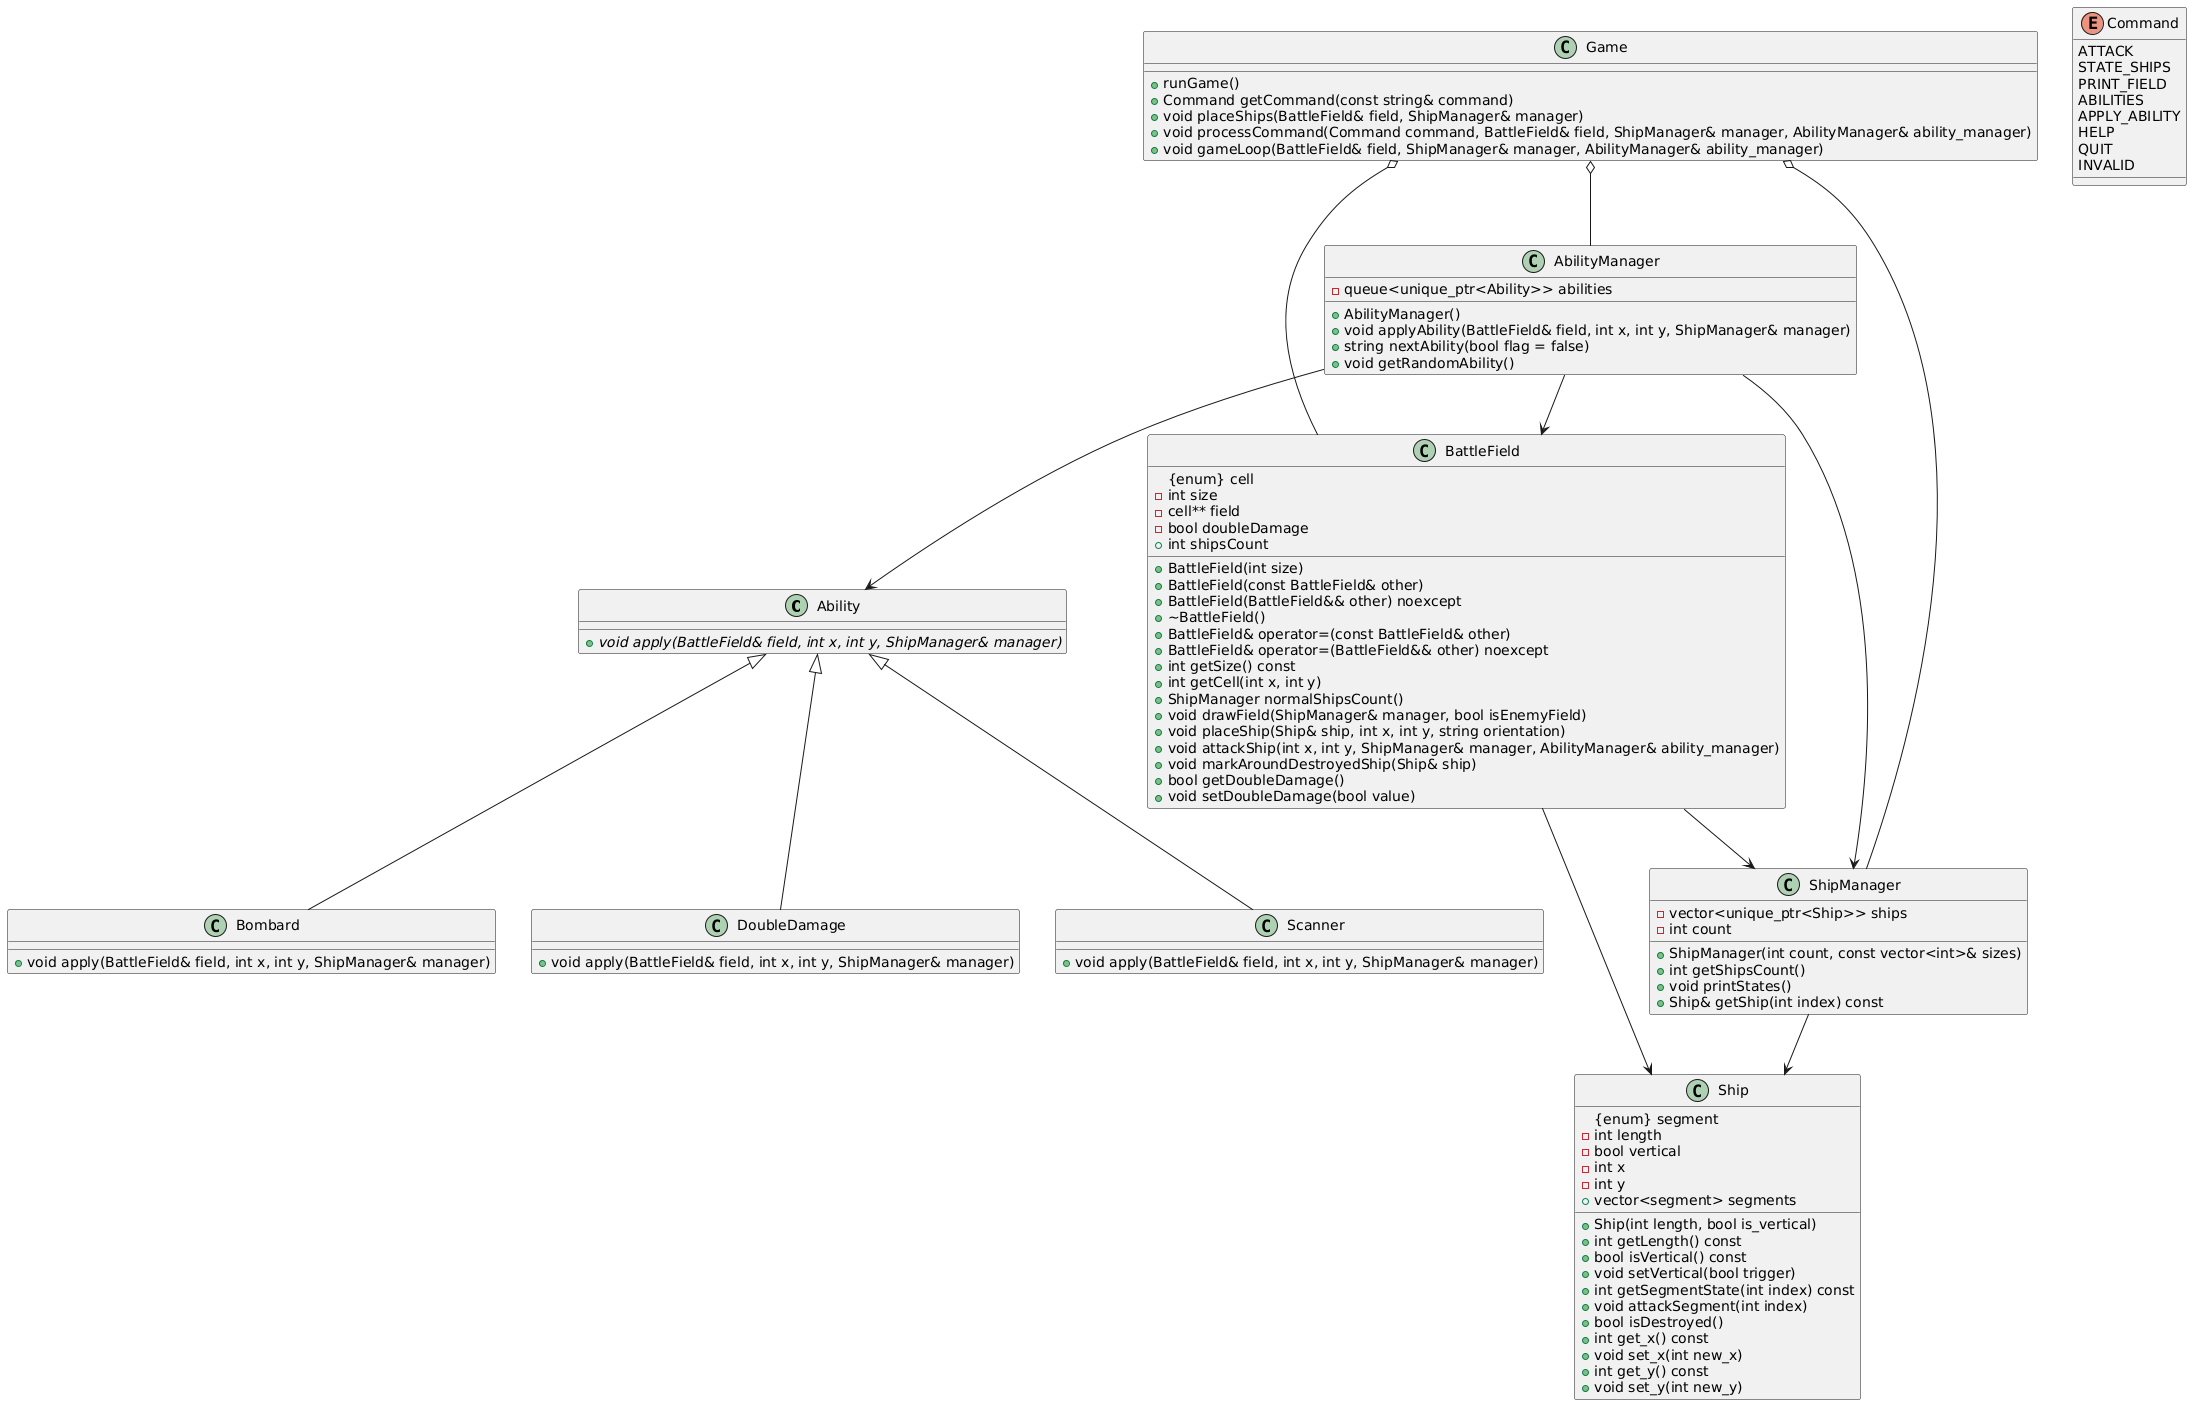 Game
runGame()
Command getCommand(const string& command)
void placeShips(BattleField& field, ShipManager& manager)
void processCommand(Command command, BattleField& field, ShipManager& manager, AbilityManager& ability_manager)
void gameLoop(BattleField& field, ShipManager& manager, AbilityManager& ability_manager)
Command
ATTACK
STATE_SHIPS
PRINT_FIELD
ABILITIES
APPLY_ABILITY
HELP
QUIT
INVALID
AbilityManager
queue<unique_ptr<Ability>> abilities
AbilityManager()
void applyAbility(BattleField& field, int x, int y, ShipManager& manager)
string nextAbility(bool flag = false)
void getRandomAbility()
BattleField
{enum} cell
int size
cell** field
bool doubleDamage
int shipsCount
BattleField(int size)
BattleField(const BattleField& other)
BattleField(BattleField&& other) noexcept
~BattleField()
BattleField& operator=(const BattleField& other)
BattleField& operator=(BattleField&& other) noexcept
int getSize() const
int getCell(int x, int y)
ShipManager normalShipsCount()
void drawField(ShipManager& manager, bool isEnemyField)
void placeShip(Ship& ship, int x, int y, string orientation)
void attackShip(int x, int y, ShipManager& manager, AbilityManager& ability_manager)
void markAroundDestroyedShip(Ship& ship)
bool getDoubleDamage()
void setDoubleDamage(bool value)
Ability
void apply(BattleField& field, int x, int y, ShipManager& manager)
Bombard
void apply(BattleField& field, int x, int y, ShipManager& manager)
DoubleDamage
void apply(BattleField& field, int x, int y, ShipManager& manager)
Scanner
void apply(BattleField& field, int x, int y, ShipManager& manager)
ShipManager
vector<unique_ptr<Ship>> ships
int count
ShipManager(int count, const vector<int>& sizes)
int getShipsCount()
void printStates()
Ship& getShip(int index) const
Ship
{enum} segment
int length
bool vertical
int x
int y
vector<segment> segments
Ship(int length, bool is_vertical)
int getLength() const
bool isVertical() const
void setVertical(bool trigger)
int getSegmentState(int index) const
void attackSegment(int index)
bool isDestroyed()
int get_x() const
void set_x(int new_x)
int get_y() const
void set_y(int new_y)